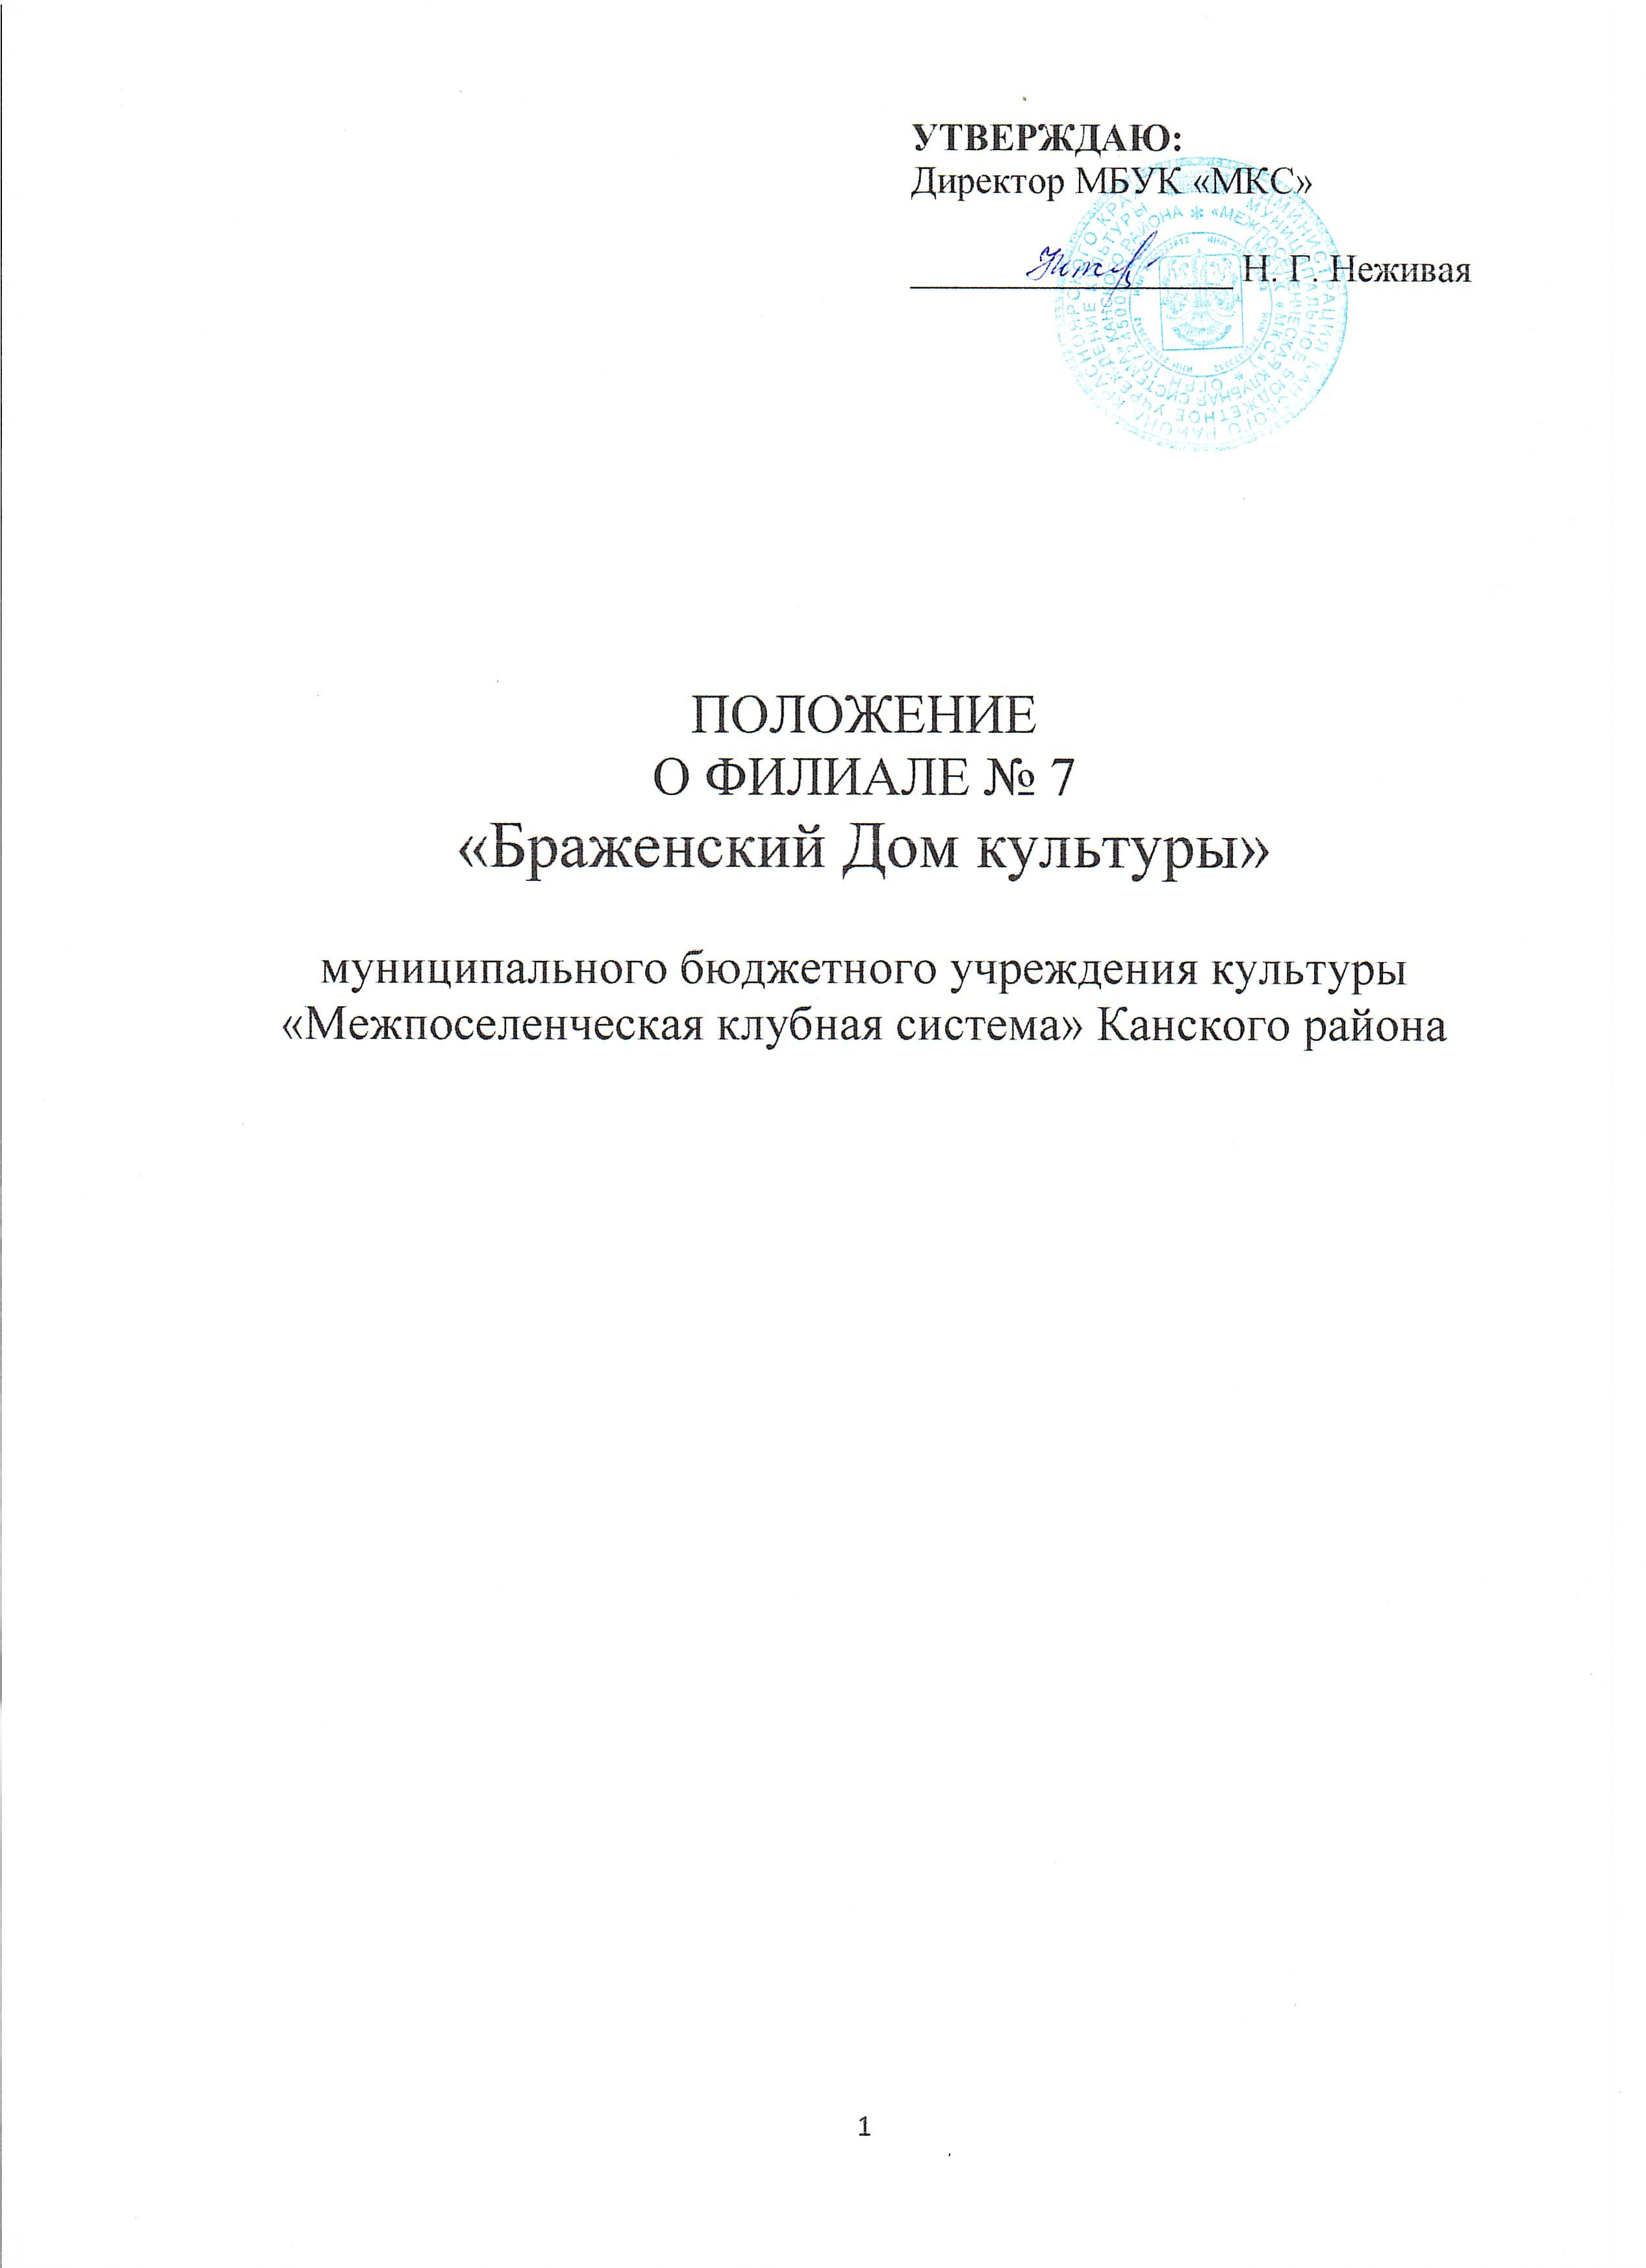 УТВЕРЖДАЮ:
Директор МБУК «МКС»
Н. Г. Неживая
ПОЛОЖЕНИЕ
О ФИЛИАЛЕ № 7
«Браженский Дом культуры»
муниципального бюджетного учреждения культуры
«Межпоселенческая клубная система» Канского района
1